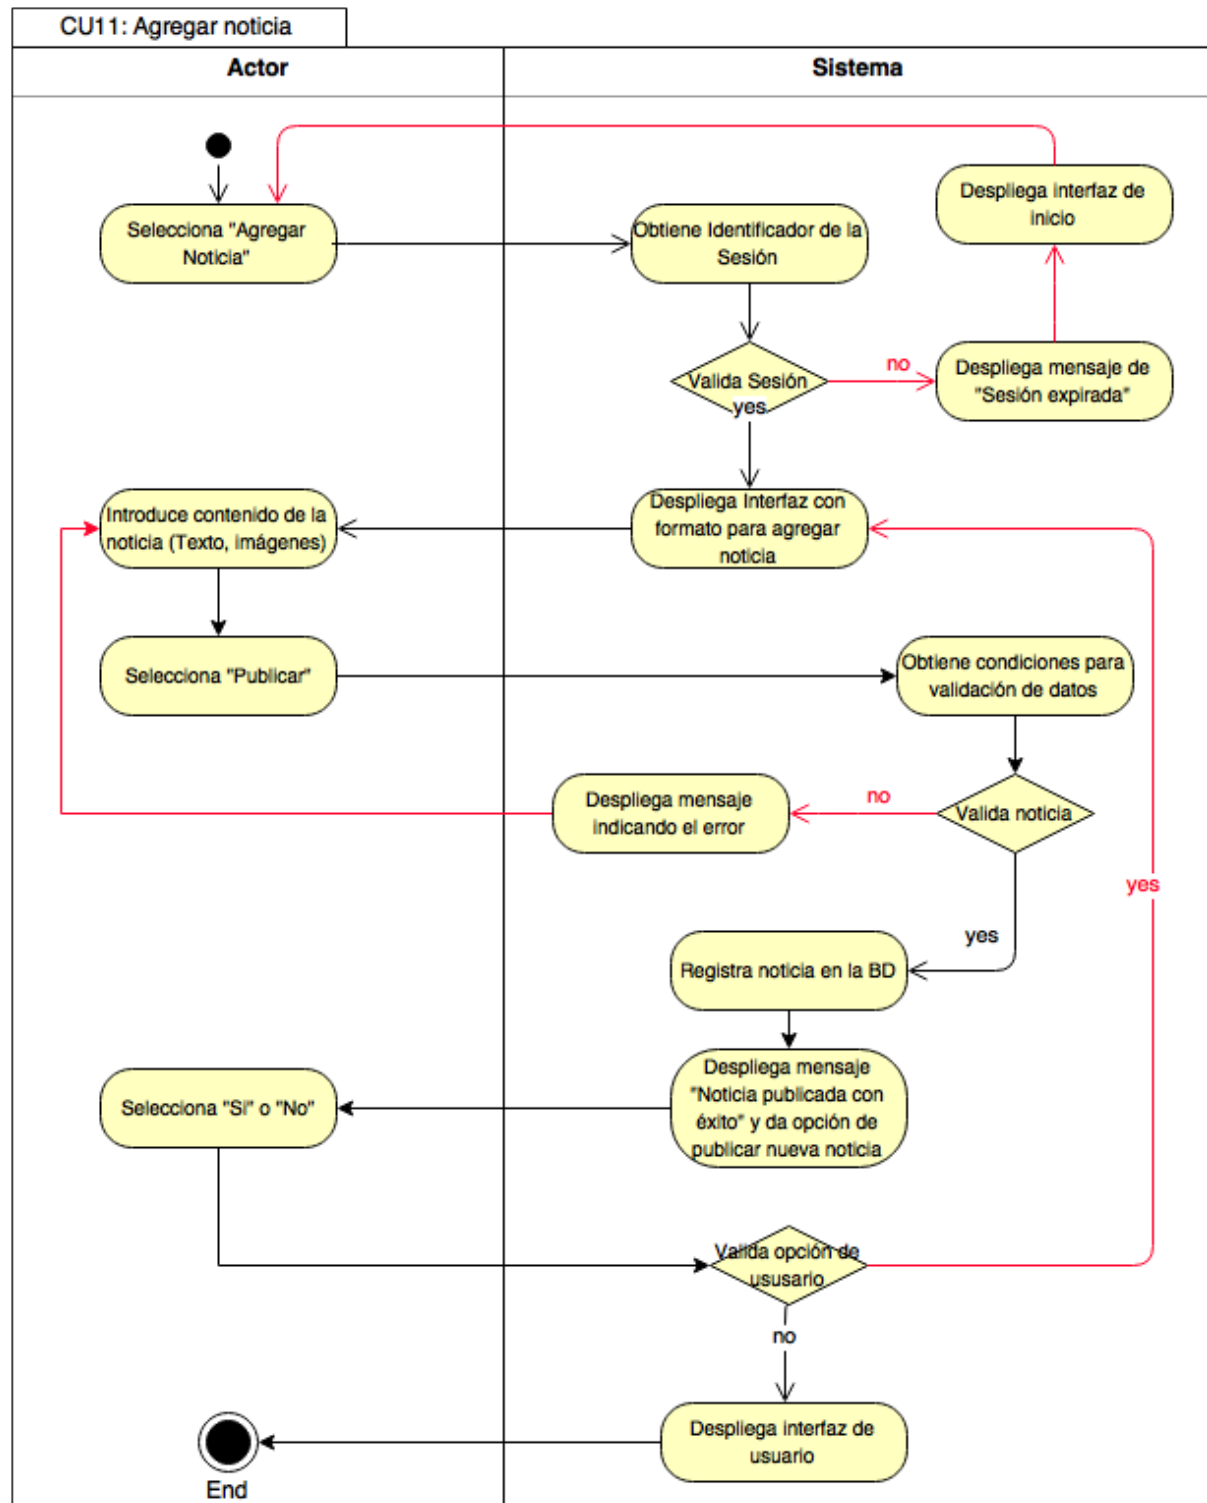 CU11: Agregar noticia
Actor
Sistema
Selecciona "Agregar
Noticia"
Obtiene Identificador de la
Sesión
Despliega interfaz de
inicio
Valida Sesión
yes
no
Despliega mensaje de
"Sesión expirada"
Introduce contenido de la
noticia (Texto, imágenes)
Despliega Interfaz con
formato para agregar
noticia
Selecciona "Publicar"
Obtiene condiciones para
validación de datos
Despliega mensaje
indicando el error
no
Valida noticia
yes
yes
Registra noticia en la BD
Selecciona "Si" o "No"
Despliega mensaje
"Noticia publicada con
éxito" y da opción de
publicar nueva noticia
Valida opción de
ususario
no
Despliega interfaz de
usuario
End